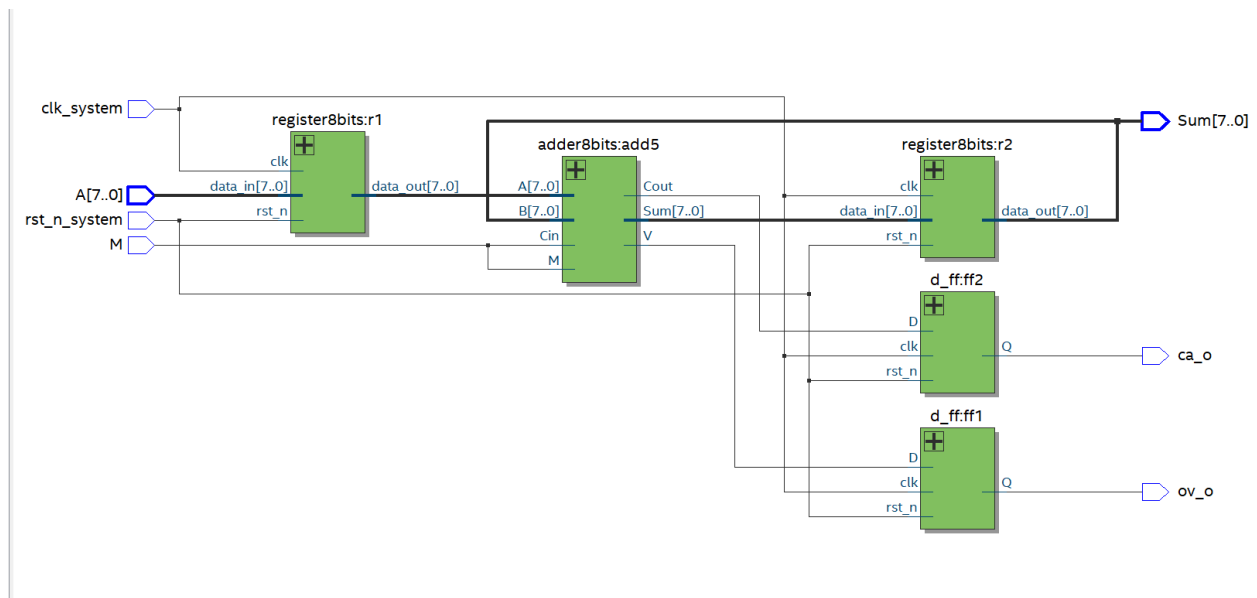 clk_system
A[7..0]
rst_n_system
M
register8bits:r1
clk
data_in[7..0]
rst_n
data_out[7..0]
adder8bits:add5
A[7..0]
B[7..0]
Cin
M
Cout
Sum[7..0]
V
register8bits:r2
clk
data_in[7..0]
rst_n
data_out[7..0]
Sum[7..0]
d_ff:ff2
D
clk
rst_n
Q
ca_o
d_ff:ff1
D
clk
rst_n
Q
ov_o